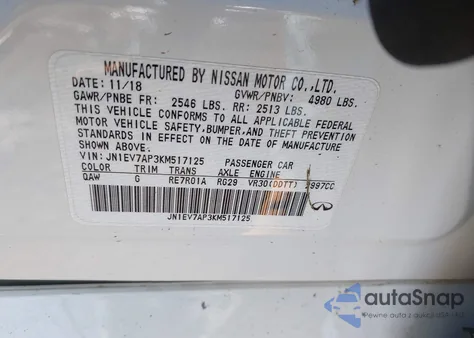 MANUFACTURED BY NISSAN MOTOR CO.,LTD.
DATE: 11/18 GVWR/PNBV: 4980 LBS.
GAWR/PNBE FR: 2546 LBS. RR: 2513 LBS.
THIS VEHICLE CONFORMS TO ALL APPLICABLE FEDERAL
MOTOR VEHICLE SAFETY,BUMPER,AND THEFT PREVENTION
STANDARDS IN EFFECT ON THE DATE OF MANUFACTURE
SHOWN ABOVE.
VIN:JN1EV7AP3KM517125 PASSENGER CAR
COLOR TRIM TRANS AXLE ENGINE
QAW G RE7R01A RG29 VR30(DDTT) 2997CC
JN1EV7AP3KM517125
autoSnap